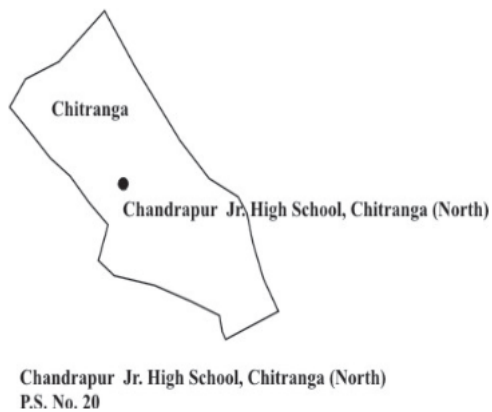 Chitranga
Chandrapur Jr. High School, Chitranga (North)
Chandrapur Jr. High School, Chitranga (North)
P.S. No. 20